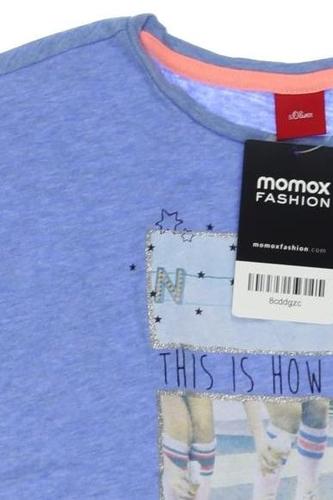 s.Oliver
momox
FASHION
momoxfashion.com
8cddgzc
N
THIS IS HOW